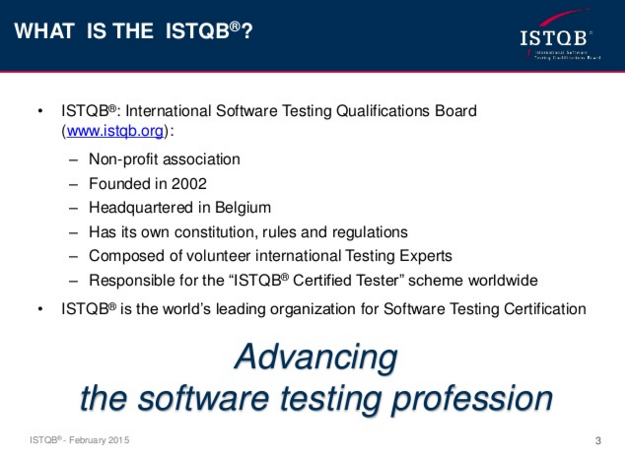 WHAT IS THE ISTQB®?
ISTQB®
International Software
Testing Qualifications Board
• ISTQB®: International Software Testing Qualifications Board
(www.istqb.org):
– Non-profit association
– Founded in 2002
– Headquartered in Belgium
– Has its own constitution, rules and regulations
– Composed of volunteer international Testing Experts
– Responsible for the “ISTQB® Certified Tester” scheme worldwide
• ISTQB® is the world’s leading organization for Software Testing Certification
Advancing
the software testing profession
ISTQB® - February 2015
3